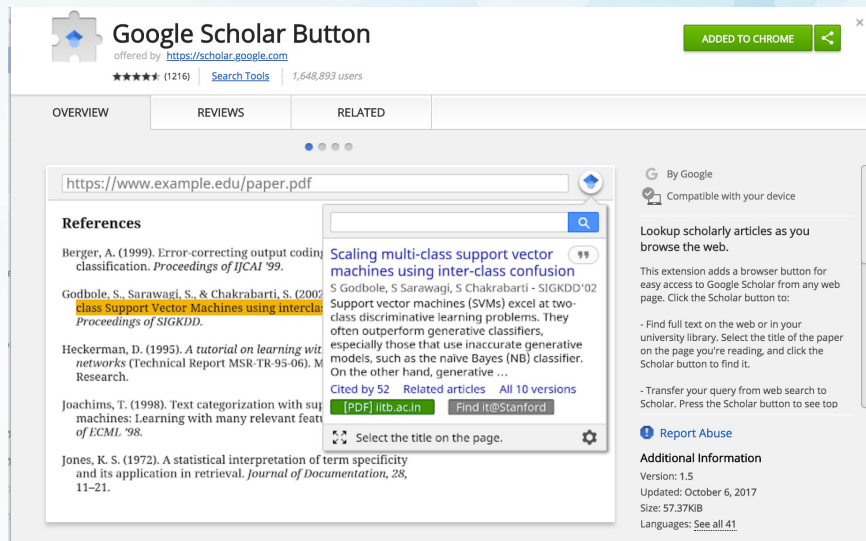 Google Scholar Button
offered by https://scholar.google.com
(1216) Search Tools 1,648,893 users
ADDED TO CHROME
OVERVIEW REVIEWS RELATED
https://www.example.edu/paper.pdf
References
Berger, A. (1999). Error-correcting output coding
classification. Proceedings of IJCAI '99.
Godbole, S., Sarawagi, S., & Chakrabarti, S. (2002
class Support Vector Machines using interclas
Proceedings of SIGKDD.
Heckerman, D. (1995). A tutorial on learning wit
networks (Technical Report MSR-TR-95-06). M
Research.
Joachims, T. (1998). Text categorization with sup
machines: Learning with many relevant featu
of ECML '98.
Jones, K. S. (1972). A statistical interpretation of term specificity
and its application in retrieval. Journal of Documentation, 28,
11–21.
Scaling multi-class support vector
machines using inter-class confusion
S Godbole, S Sarawagi, S Chakrabarti - SIGKDD'02
Support vector machines (SVMs) excel at two-
class discriminative learning problems. They
often outperform generative classifiers,
especially those that use inaccurate generative
models, such as the naïve Bayes (NB) classifier.
On the other hand, generative ...
Cited by 52 Related articles All 10 versions
[PDF] iitb.ac.in Find it@Stanford
Select the title on the page.
By Google
Compatible with your device
Lookup scholarly articles as you
browse the web.
This extension adds a browser button for
easy access to Google Scholar from any web
page. Click the Scholar button to:
- Find full text on the web or in your
university library. Select the title of the paper
on the page you're reading, and click the
Scholar button to find it.
- Transfer your query from web search to
Scholar. Press the Scholar button to see top
Report Abuse
Additional Information
Version: 1.5
Updated: October 6, 2017
Size: 57.37KiB
Languages: See all 41